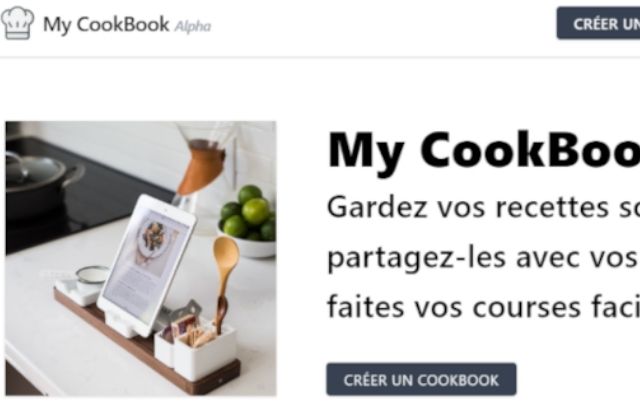 My CookBook Alpha
CRÉER UN
My CookBoo
Gardez vos recettes
partagez-les avec vos
faites vos courses faci
CRÉER UN COOKBOOK